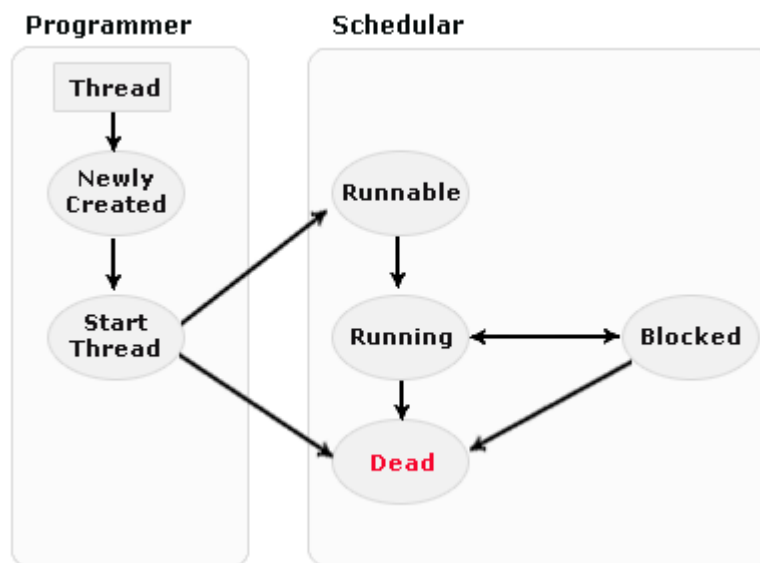 Programmer
Schedular
Thread
Newly
Created
Start
Thread
Runnable
Running
Blocked
Dead